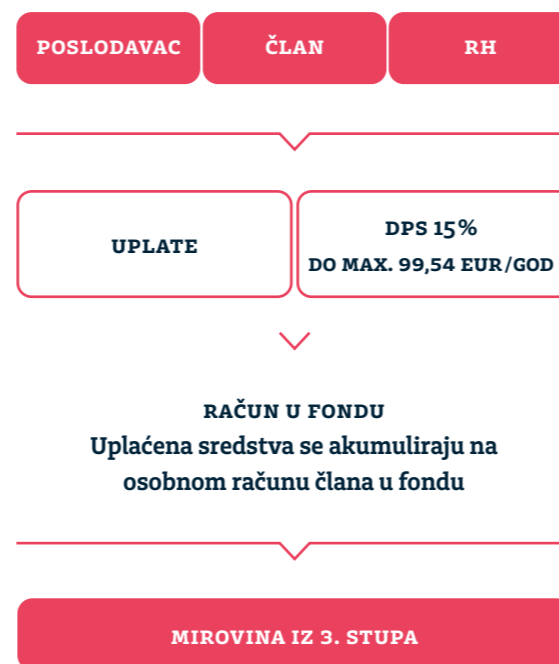 POSLODAVAC
ČLAN
RH
UPLATE
DPS 15%
DO MAX. 99,54 EUR/GOD
RAČUN U FONDU
Uplaćena sredstva se akumuliraju na
osobnom računu člana u fondu
MIROVINA IZ 3. STUPA